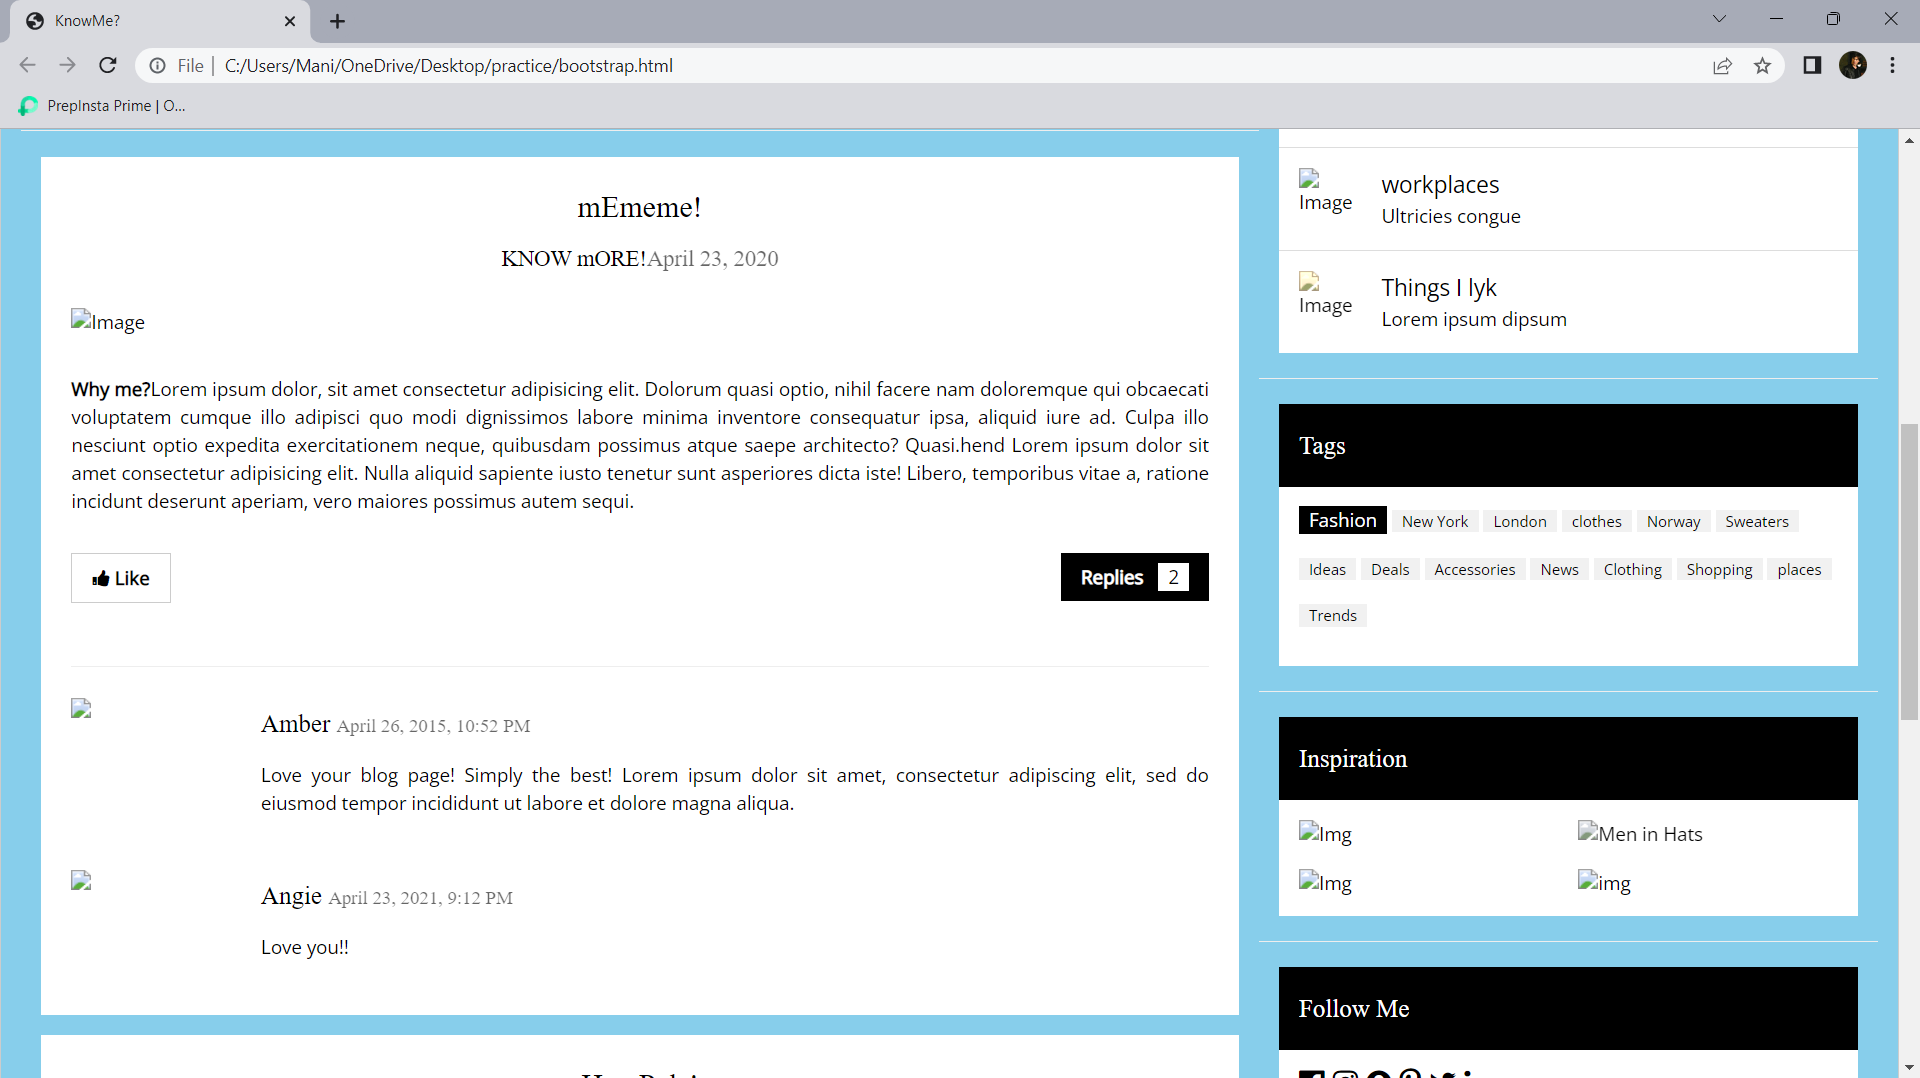 KnowMe?
File | C:/Users/Mani/OneDrive/Desktop/practice/bootstrap.html
PrepInsta Prime | O...
mEmeme!
KNOW mORE!April 23, 2020
Image
Why me?Lorem ipsum dolor, sit amet consectetur adipisicing elit. Dolorum quasi optio, nihil facere nam doloremque qui obcaecati
voluptatem cumque illo adipisci quo modi dignissimos labore minima inventore consequatur ipsa, aliquid iure ad. Culpa illo
nesciunt optio expedita exercitationem neque, quibusdam possimus atque saepe architecto? Quasi.hend Lorem ipsum dolor sit
amet consectetur adipisicing elit. Nulla aliquid sapiente iusto tenetur sunt asperiores dicta iste! Libero, temporibus vitae a, ratione
incidunt deserunt aperiam, vero maiores possimus autem sequi.
Like
Replies 2
Amber April 26, 2015, 10:52 PM
Love your blog page! Simply the best! Lorem ipsum dolor sit amet, consectetur adipiscing elit, sed do
eiusmod tempor incididunt ut labore et dolore magna aliqua.
Angie April 23, 2021, 9:12 PM
Love you!!
Image
workplaces
Ultricies congue
Image
Things I lyk
Lorem ipsum dipsum
Tags
Fashion New York London clothes Norway Sweaters
Ideas Deals Accessories News Clothing Shopping places
Trends
Inspiration
Img Men in Hats
Img img
Follow Me